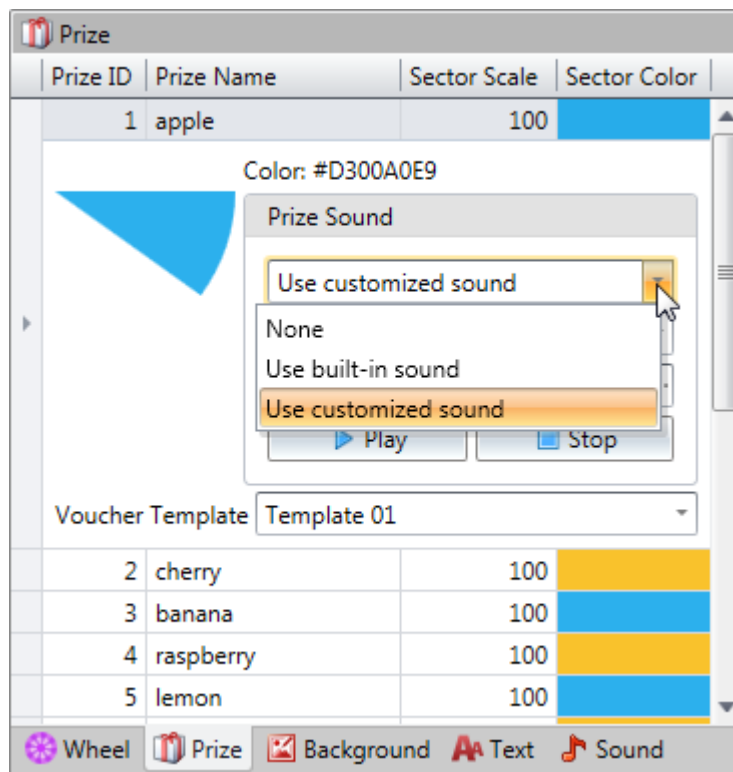 Prize
Prize ID Prize Name Sector Scale Sector Color
1 apple 100
Color: #D300A0E9
Prize Sound
Use customized sound
None
Use built-in sound
Use customized sound
Play Stop
Voucher Template Template 01
2 cherry 100
3 banana 100
4 raspberry 100
5 lemon 100
Wheel Prize Background Text Sound